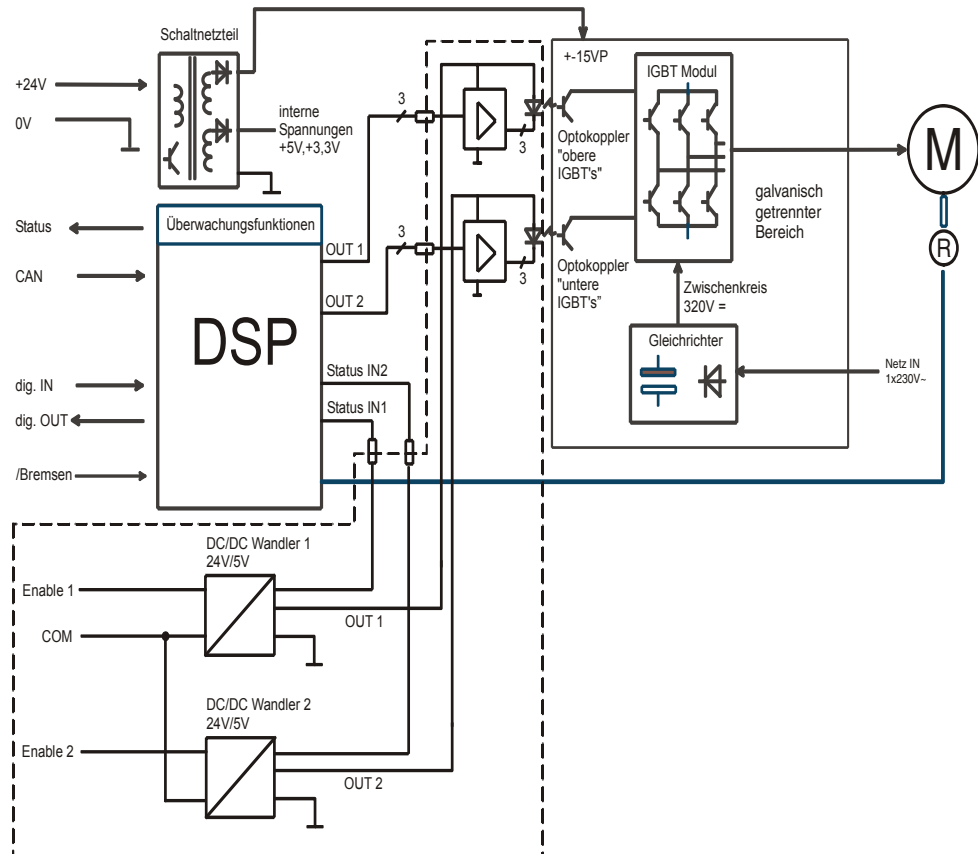 Schaltnetzteil
+24V
0V
interne
Spannungen
+5V,+3,3V
+-15VP
IGBT Modul
3
3
Optokoppler
"obere
IGBT's"
M
galvanisch
getrennter
Bereich
R
Status
CAN
dig. IN
dig. OUT
/Bremsen
Überwachungsfunktionen
DSP
OUT 1
OUT 2
Status IN2
Status IN1
3
3
Optokoppler
"untere
IGBT's"
Zwischenkreis
320V =
Gleichrichter
Netz IN
1x230V~
DC/DC Wandler 1
24V/5V
Enable 1
COM
OUT 1
DC/DC Wandler 2
24V/5V
Enable 2
OUT 2